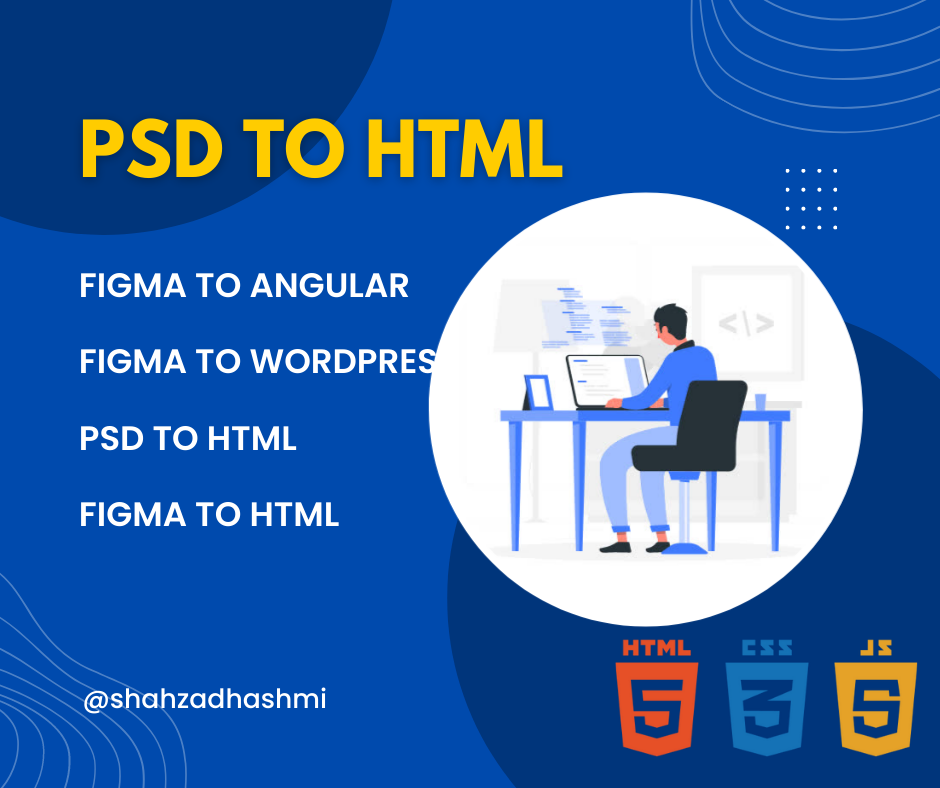 PSD TO HTML
FIGMA TO ANGULAR
FIGMA TO WORDPRES
PSD TO HTML
FIGMA TO HTML
</>
HTML CSS JS
5 3 5
@shahzadhashmi